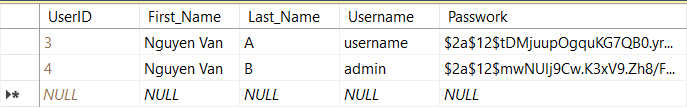 UserID First_Name Last_Name Username Passwork
3 Nguyen Van A username $2a$12$tDMjuupOgquKG7QB0.yr...
4 Nguyen Van B admin $2a$12$mwNUIj9Cw.K3xV9.Zh8/F...
NULL NULL NULL NULL NULL